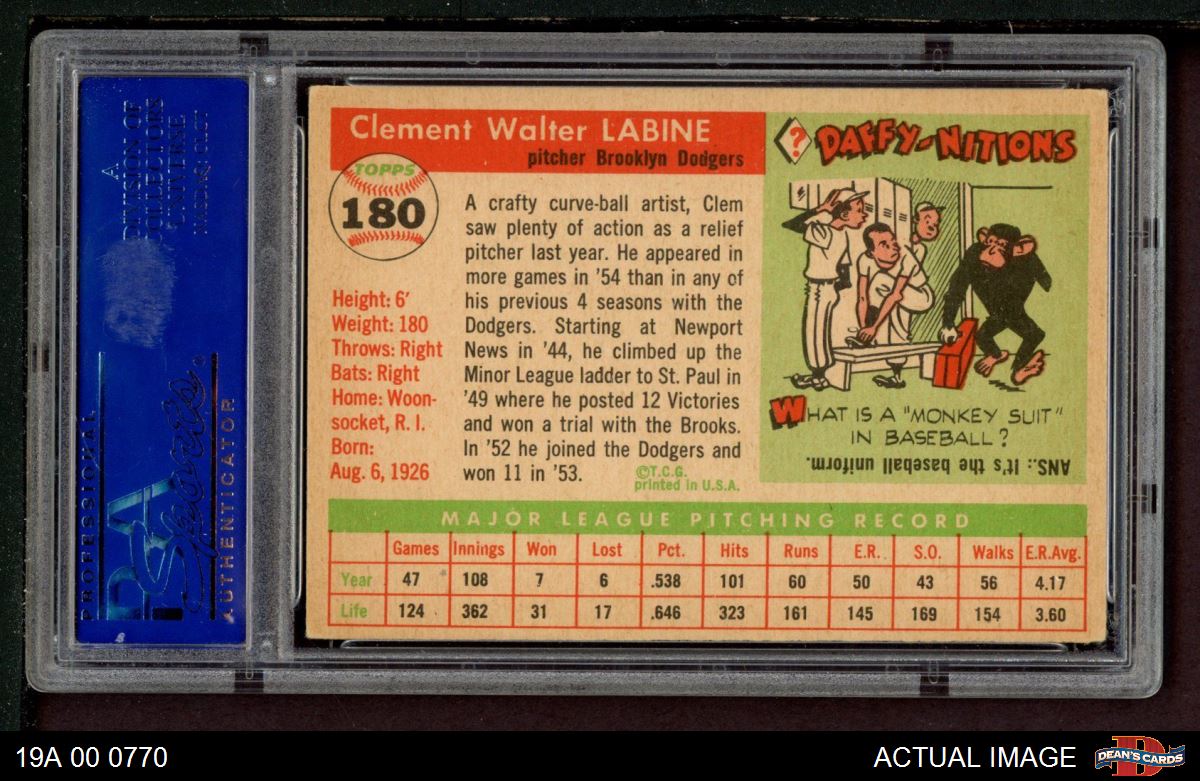 A
DIVISION OF
COLLECTORS
UNIVERSE
NASDAQ: CLCT
PROFESSIONAL
PSA
Sports
®
AUTHENTICATOR
Clement Walter LABINE
pitcher Brooklyn Dodgers
TOPPS
180
Height: 6'
Weight: 180
Throws: Right
Bats: Right
Home: Woon-
socket, R. I.
Born:
Aug. 6, 1926
A crafty curve-ball artist, Clem
saw plenty of action as a relief
pitcher last year. He appeared in
more games in '54 than in any of
his previous 4 seasons with the
Dodgers. Starting at Newport
News in '44, he climbed up the
Minor League ladder to St. Paul in
'49 where he posted 12 Victories
and won a trial with the Brooks.
In '52 he joined the Dodgers and
won 11 in '53.
©T.C.G.
printed in U.S.A.
?
DAFFY-NITIONS
WHAT IS A "MONKEY SUIT"
IN BASEBALL?
ANS.: It's the baseball uniform.
MAJOR LEAGUE PITCHING RECORD
Games Innings Won Lost Pct. Hits Runs E.R. S.O. Walks E.R.Avg.
Year 47 108 7 6 .538 101 60 50 43 56 4.17
Life 124 362 31 17 .646 323 161 145 169 154 3.60
19A 00 0770
ACTUAL IMAGE
D
DEAN'S CARDS